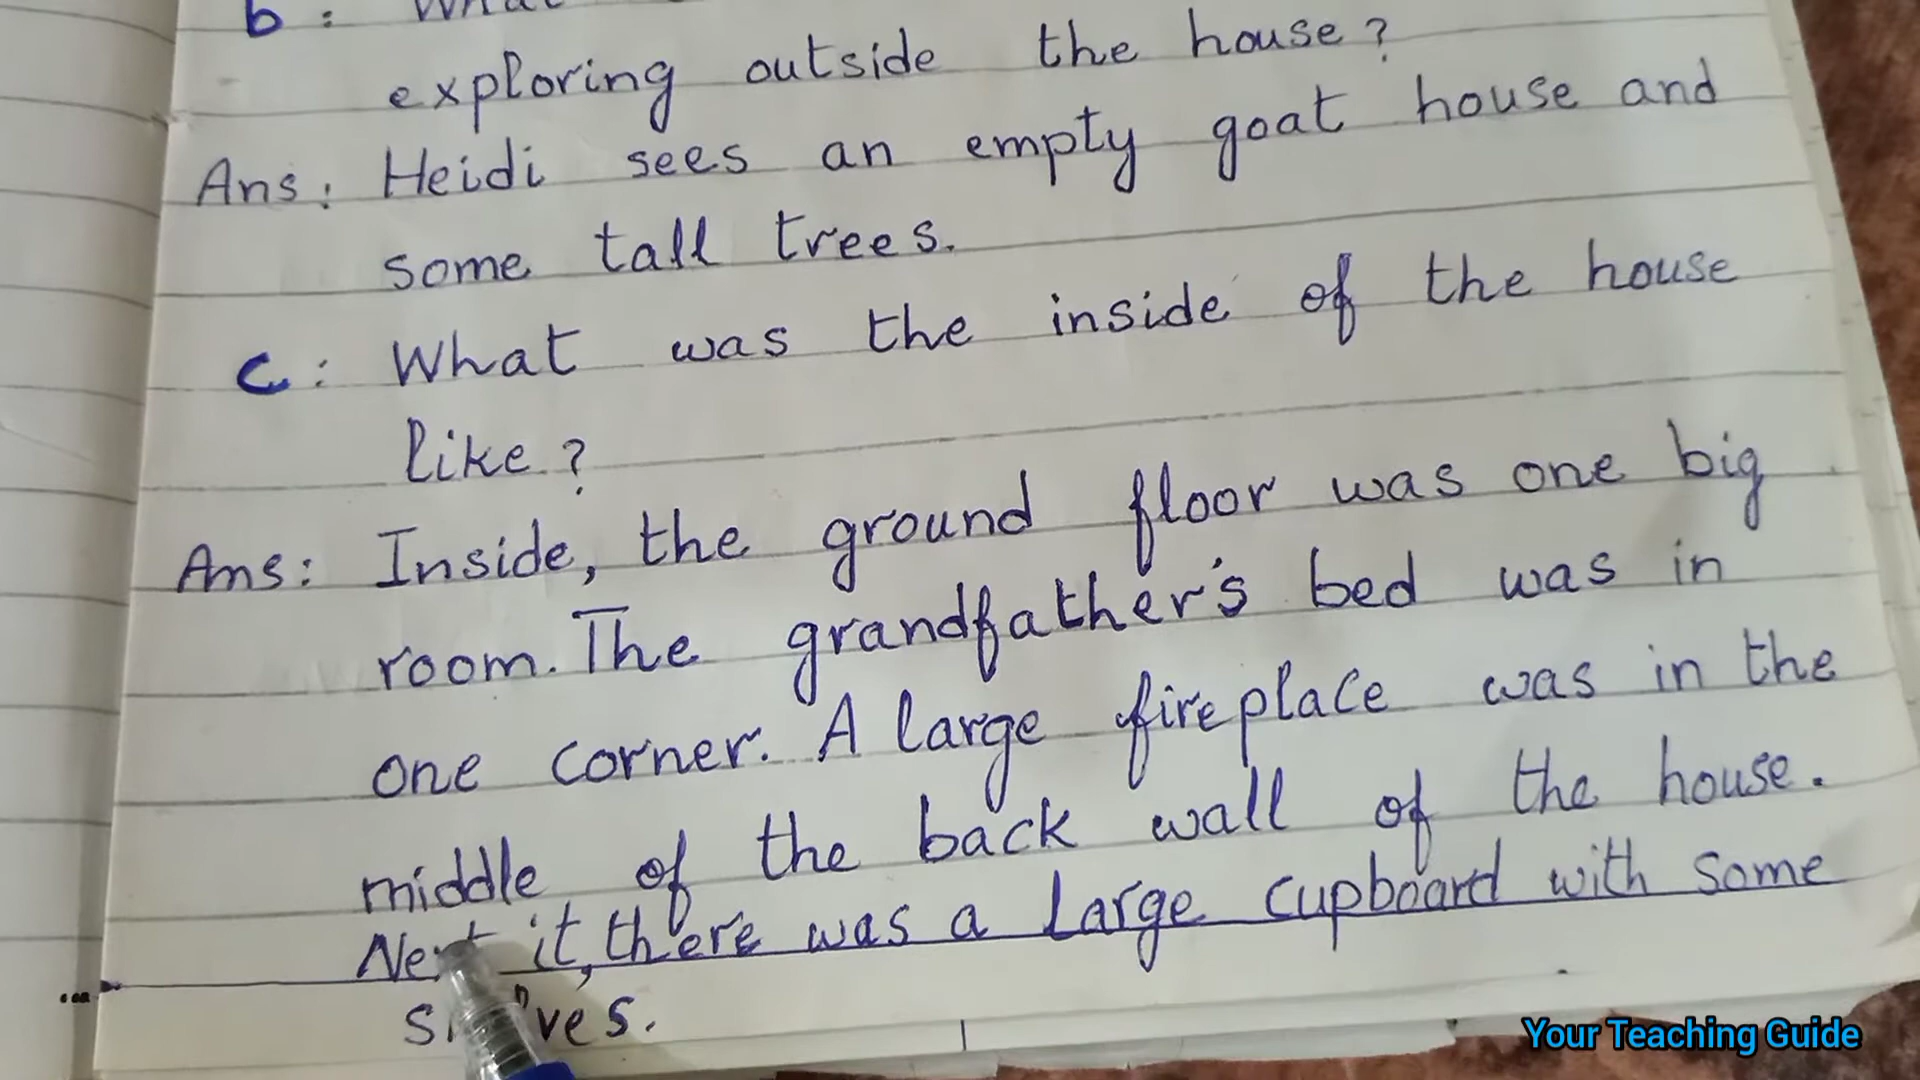 b: What
exploring outside the house?
Ans: Heidi sees an empty goat house and
some tall trees.
c: What was the inside of the house
like?
Ans: Inside, the ground floor was one big
room. The grandfather's bed was in
one corner. A large fireplace was in the
middle of the back wall of the house.
Next it, there was a large cupboard with some
Your Teaching Guide